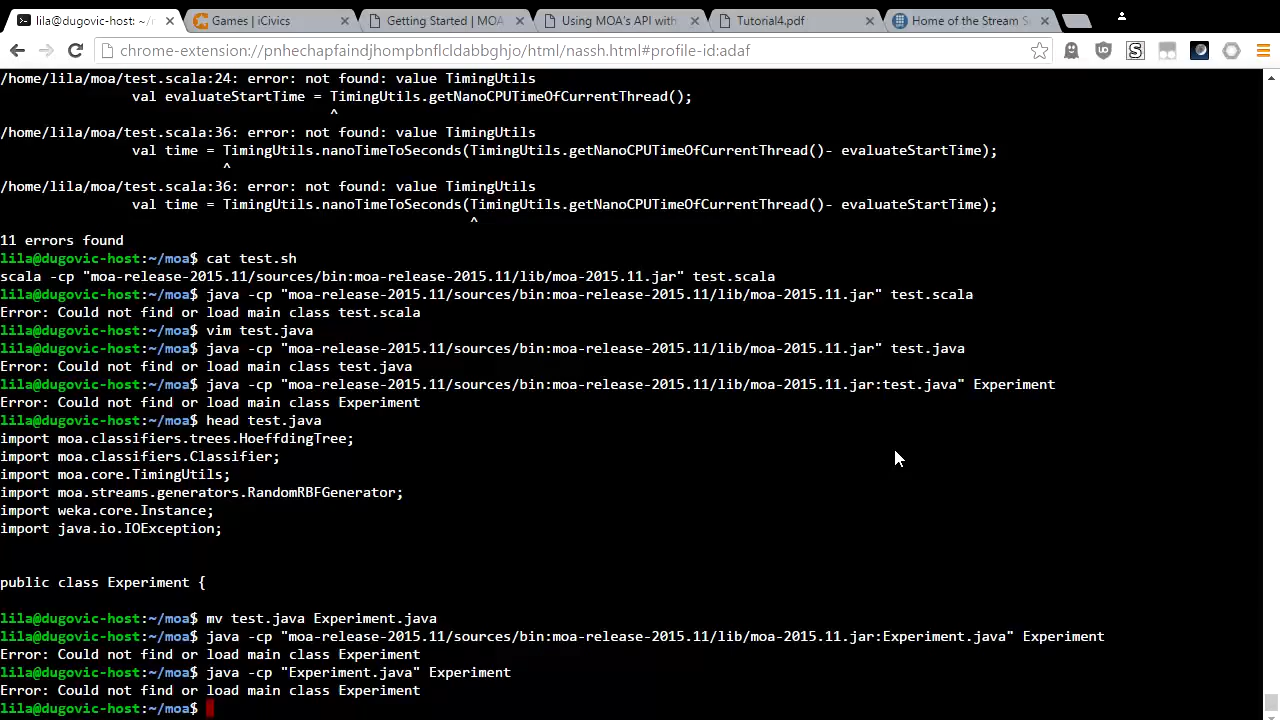 lila@dugovic-host: ~/m
Games | iCivics
Getting Started | MOA
Using MOA's API with
Tutorial4.pdf
Home of the Stream S
chrome-extension://pnhechapfaindjhompbnflcldabbghjo/html/nassh.html#profile-id:adaf
/home/lila/moa/test.scala:24: error: not found: value TimingUtils
val evaluateStartTime = TimingUtils.getNanoCPUTimeOfCurrentThread();
^
/home/lila/moa/test.scala:36: error: not found: value TimingUtils
val time = TimingUtils.nanoTimeToSeconds(TimingUtils.getNanoCPUTimeOfCurrentThread()- evaluateStartTime);
^
/home/lila/moa/test.scala:36: error: not found: value TimingUtils
val time = TimingUtils.nanoTimeToSeconds(TimingUtils.getNanoCPUTimeOfCurrentThread()- evaluateStartTime);
^
11 errors found
lila@dugovic-host:~/moa$ cat test.sh
scala -cp "moa-release-2015.11/sources/bin:moa-release-2015.11/lib/moa-2015.11.jar" test.scala
lila@dugovic-host:~/moa$ java -cp "moa-release-2015.11/sources/bin:moa-release-2015.11/lib/moa-2015.11.jar" test.scala
Error: Could not find or load main class test.scala
lila@dugovic-host:~/moa$ vim test.java
lila@dugovic-host:~/moa$ java -cp "moa-release-2015.11/sources/bin:moa-release-2015.11/lib/moa-2015.11.jar" test.java
Error: Could not find or load main class test.java
lila@dugovic-host:~/moa$ java -cp "moa-release-2015.11/sources/bin:moa-release-2015.11/lib/moa-2015.11.jar:test.java" Experiment
Error: Could not find or load main class Experiment
lila@dugovic-host:~/moa$ head test.java
import moa.classifiers.trees.HoeffdingTree;
import moa.classifiers.Classifier;
import moa.core.TimingUtils;
import moa.streams.generators.RandomRBFGenerator;
import weka.core.Instance;
import java.io.IOException;
public class Experiment {
lila@dugovic-host:~/moa$ mv test.java Experiment.java
lila@dugovic-host:~/moa$ java -cp "moa-release-2015.11/sources/bin:moa-release-2015.11/lib/moa-2015.11.jar:Experiment.java" Experiment
Error: Could not find or load main class Experiment
lila@dugovic-host:~/moa$ java -cp "Experiment.java" Experiment
Error: Could not find or load main class Experiment
lila@dugovic-host:~/moa$